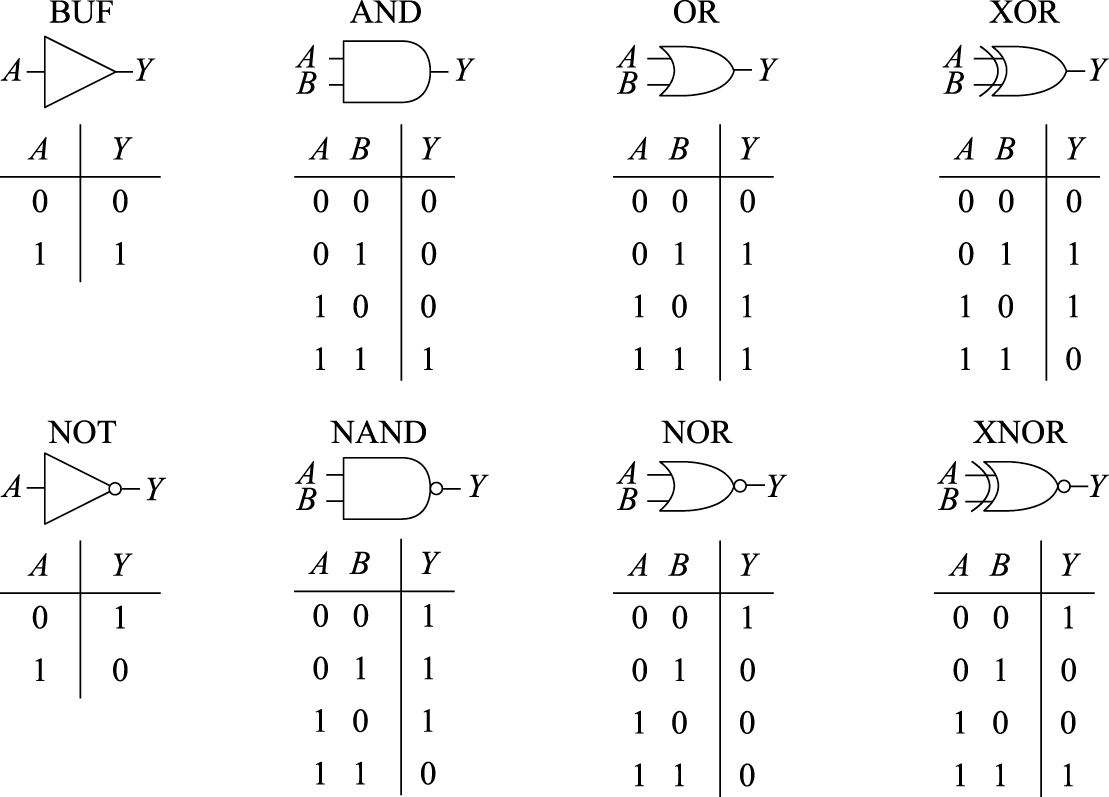 BUF AND OR XOR
A Y A Y A Y A Y
B B B
A Y A B Y A B Y A B Y
0 0 0 0 0 0 0 0 0 0 0
1 1 0 1 0 0 1 1 0 1 1
1 0 0 1 0 1 1 0 1
1 1 1 1 1 1 1 1 0
NOT NAND NOR XNOR
A Y A Y A Y A Y
B B B
A Y A B Y A B Y A B Y
0 1 0 0 1 0 0 1 0 0 1
1 0 0 1 1 0 1 0 0 1 0
1 0 1 1 0 0 1 0 0
1 1 0 1 1 0 1 1 1